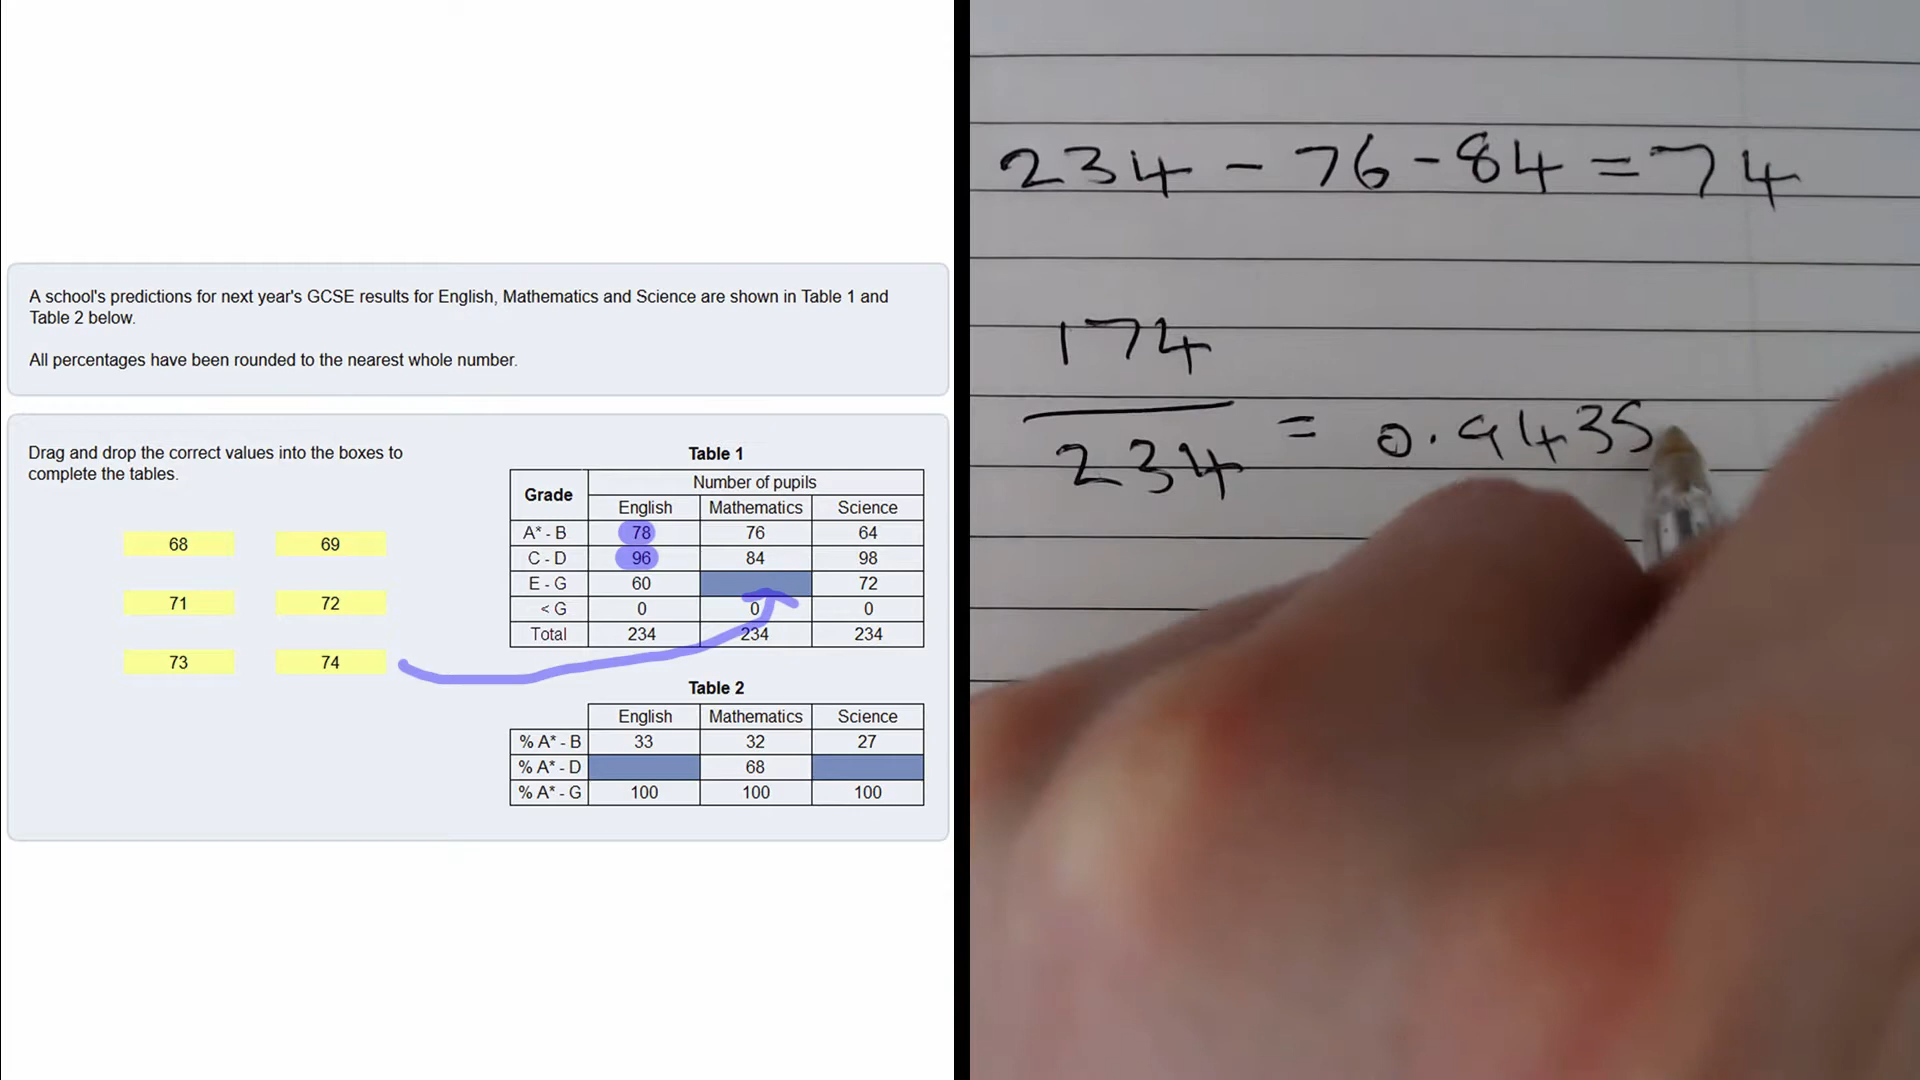 A school's predictions for next year's GCSE results for English, Mathematics and Science are shown in Table 1 and
Table 2 below.
All percentages have been rounded to the nearest whole number.
Drag and drop the correct values into the boxes to
complete the tables.
68 69
71 72
73 74
Table 1
Grade Number of pupils
English Mathematics Science
A* - B 78 76 64
C - D 96 84 98
E - G 60 72
< G 0 0 0
Total 234 234 234
Table 2
English Mathematics Science
% A* - B 33 32 27
% A* - D 68
% A* - G 100 100 100
234 - 76 - 84 = 74
174
234
= 0.9435